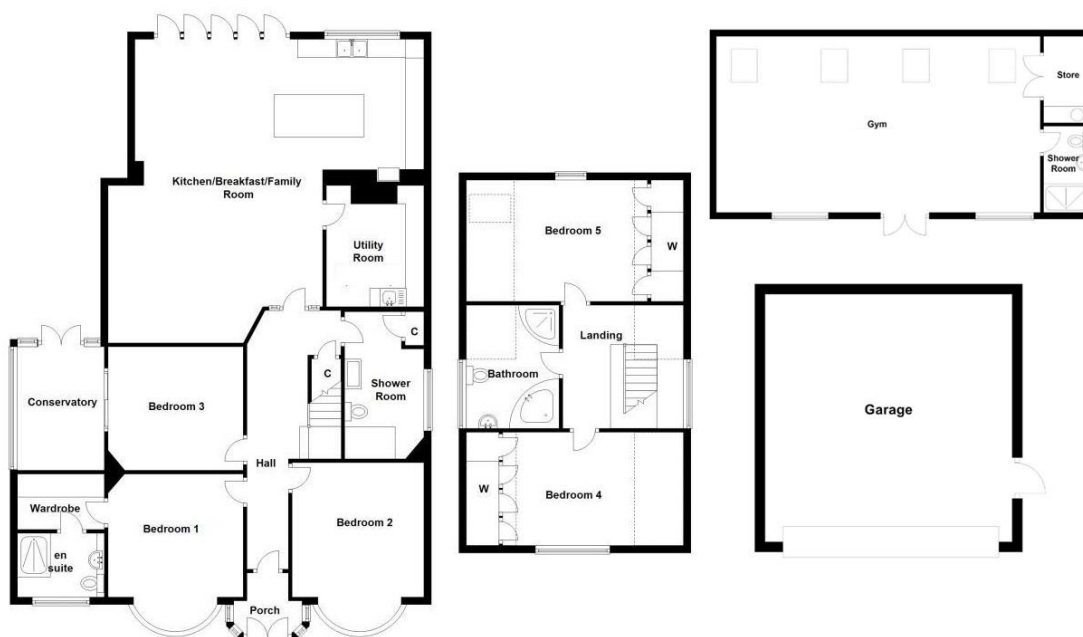 Kitchen/Breakfast/Family
Room
Utility
Room
C
C
Shower
Room
Conservatory
Bedroom 3
Hall
Wardrobe
Bedroom 1
Bedroom 2
en
suite
Porch
Bedroom 5
W
Landing
Bathroom
W
Bedroom 4
Gym
Store
Shower
Room
Garage